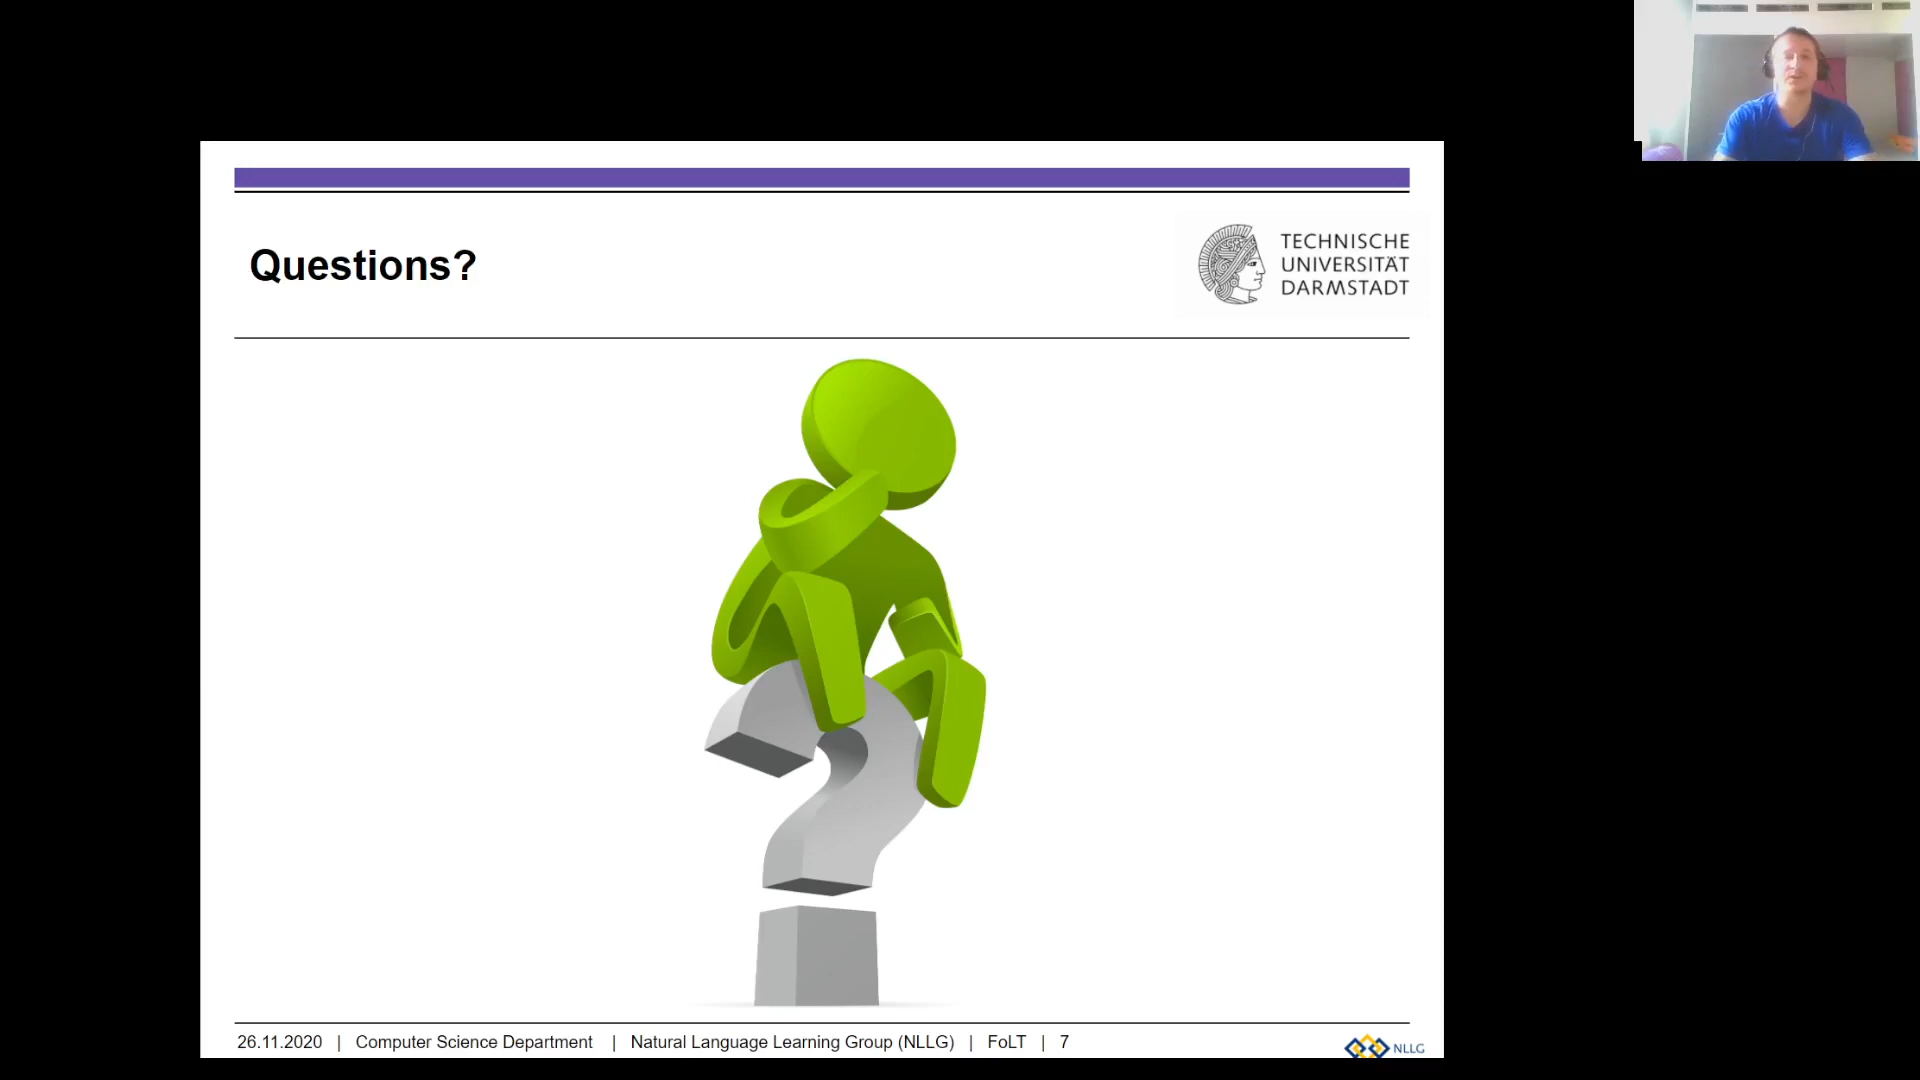 Questions?
TECHNISCHE
UNIVERSITÄT
DARMSTADT
26.11.2020 | Computer Science Department | Natural Language Learning Group (NLLG) | FoLT | 7
NLLG